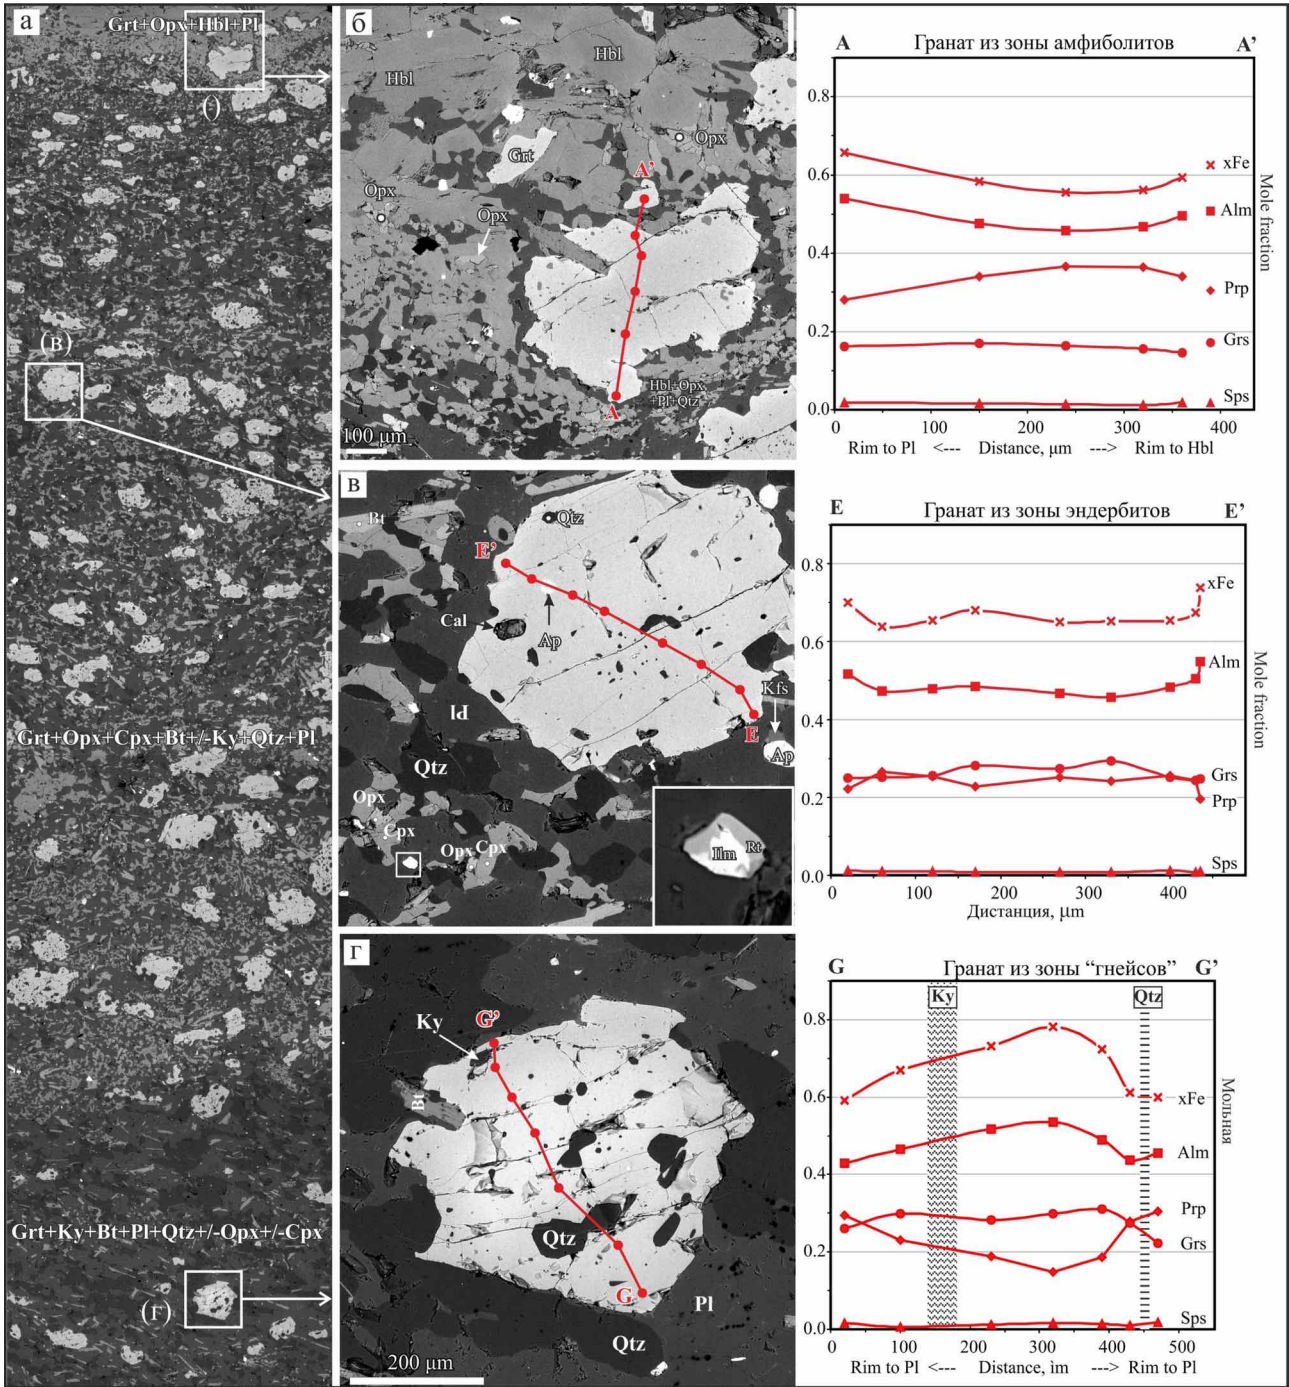 а
Grt+Opx+Hbl+Pl
()
(в)
Grt+Opx+Cpx+Bt+/-Ky+Qtz+Pl
Grt+Ky+Bt+Pl+Qtz+/-Opx+/-Cpx
(г)
б
Hbl
Hbl
Opx
Grt
A'
Opx
Opx
Hbl+Opx
+Pl+Qtz
A
100 μm
A
Гранат из зоны амфиболитов
A’
0.8
0.6
0.4
0.2
0.0
xFe
Alm
Prp
Grs
Sps
Mole fraction
0
100
200
300
400
Rim to Pl <--- Distance, μm ---> Rim to Hbl
в
Bt
Qtz
E'
Cal
Ap
Kfs
Pl
E
Ap
Qtz
Opx
Cpx
Opx
Cpx
Ilm
Rt
E
Гранат из зоны эндербитов
E’
0.8
0.6
0.4
0.2
0.0
xFe
Alm
Grs
Prp
Sps
Mole fraction
0
100
200
300
400
Дистанция, μm
г
Ky
G'
Bt
Qtz
G
Pl
Qtz
200 μm
G
Гранат из зоны “гнейсов”
G’
Ky
Qtz
0.8
0.6
0.4
0.2
0.0
xFe
Alm
Prp
Grs
Sps
Мольная
0
100
200
300
400
500
Rim to Pl <--- Distance, ìm ---> Rim to Pl